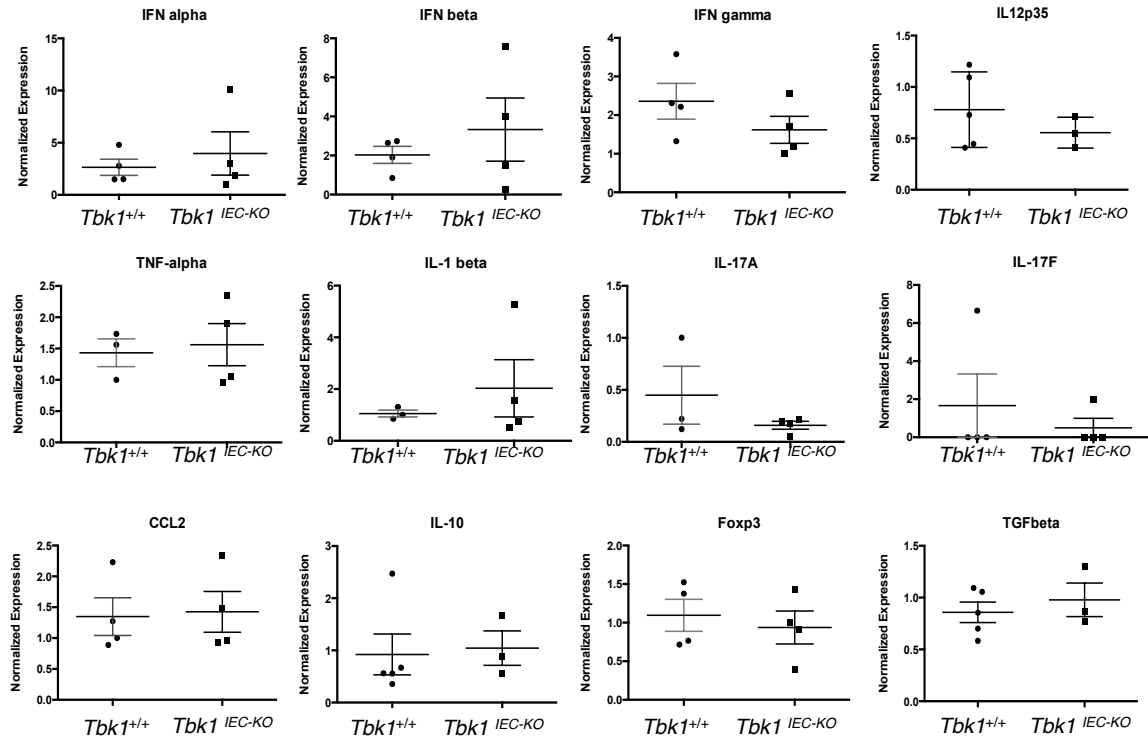 IFN alpha
Normalized Expression
15
10
5
0
Tbk1+/+
Tbk1 IEC-KO
IFN beta
Normalized Expression
8
6
4
2
0
Tbk1+/+
Tbk1 IEC-KO
IFN gamma
Normalized Expression
4
3
2
1
0
Tbk1+/+
Tbk1 IEC-KO
IL12p35
Normalized Expression
1.5
1.0
0.5
0.0
Tbk1+/+
Tbk1 IEC-KO
TNF-alpha
Normalized Expression
2.5
2.0
1.5
1.0
0.5
0.0
Tbk1+/+
Tbk1 IEC-KO
IL-1 beta
Normalized Expression
6
4
2
0
Tbk1+/+
Tbk1 IEC-KO
IL-17A
Normalized Expression
1.5
1.0
0.5
0.0
Tbk1+/+
Tbk1 IEC-KO
IL-17F
Normalized Expression
8
6
4
2
0
Tbk1+/+
Tbk1 IEC-KO
CCL2
Normalized Expression
2.5
2.0
1.5
1.0
0.5
0.0
Tbk1+/+
Tbk1 IEC-KO
IL-10
Normalized Expression
3
2
1
0
Tbk1+/+
Tbk1 IEC-KO
Foxp3
Normalized Expression
2.0
1.5
1.0
0.5
0.0
Tbk1+/+
Tbk1 IEC-KO
TGFbeta
Normalized Expression
1.5
1.0
0.5
0.0
Tbk1+/+
Tbk1 IEC-KO